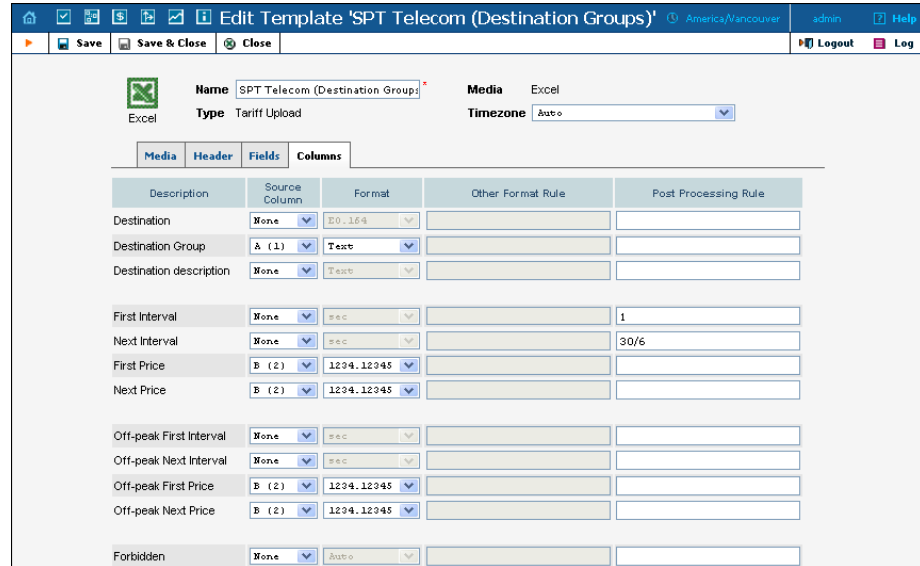 Edit Template 'SPT Telecom (Destination Groups)' America/Vancouver admin Help
Save Save & Close Close Logout Log
Name SPT Telecom (Destination Groups * Media Excel
Excel Type Tariff Upload Timezone Auto
Media Header Fields Columns
Description Source Column Format Other Format Rule Post Processing Rule
Destination None E0.164
Destination Group A (1) Text
Destination description None Text
First Interval None sec 1
Next Interval None sec 30/6
First Price B (2) 1234.12345
Next Price B (2) 1234.12345
Off-peak First Interval None sec
Off-peak Next Interval None sec
Off-peak First Price B (2) 1234.12345
Off-peak Next Price B (2) 1234.12345
Forbidden None Auto